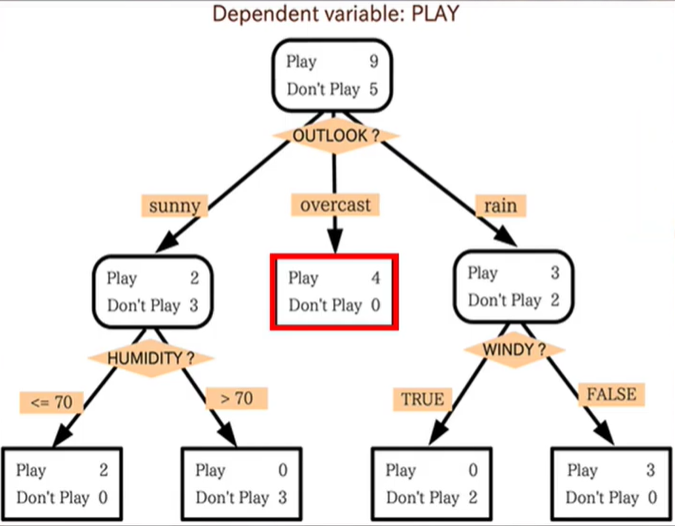 Dependent variable: PLAY
Play 9
Don't Play 5
OUTLOOK ?
sunny
overcast
rain
Play 2
Don't Play 3
Play 4
Don't Play 0
Play 3
Don't Play 2
HUMIDITY ?
WINDY ?
<= 70
> 70
TRUE
FALSE
Play 2
Don't Play 0
Play 0
Don't Play 3
Play 0
Don't Play 2
Play 3
Don't Play 0